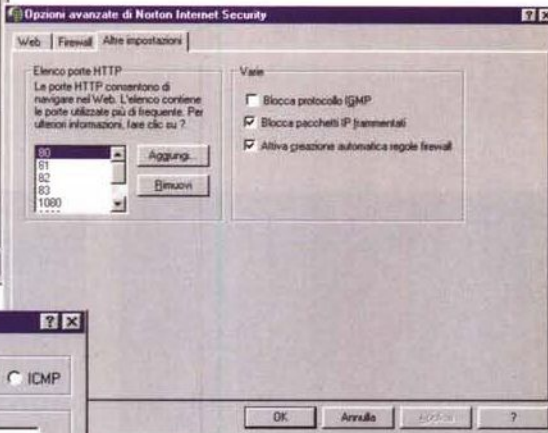 Opzioni avanzate di Norton Internet Security
Web
Firewall
Altre impostazioni
Elenco porte HTTP
Le porte HTTP consentono di
navigare nel Web. L'elenco contiene
le porte utilizzate più di frequente. Per
ulteriori informazioni, fare clic su ?
80
81
82
83
1080
Aggiungi...
Rimuovi
Varie
Blocca protocollo IGMP
Blocca pacchetti IP frammentati
Attiva creazione automatica regole firewall
ICMP
OK
Annulla
?